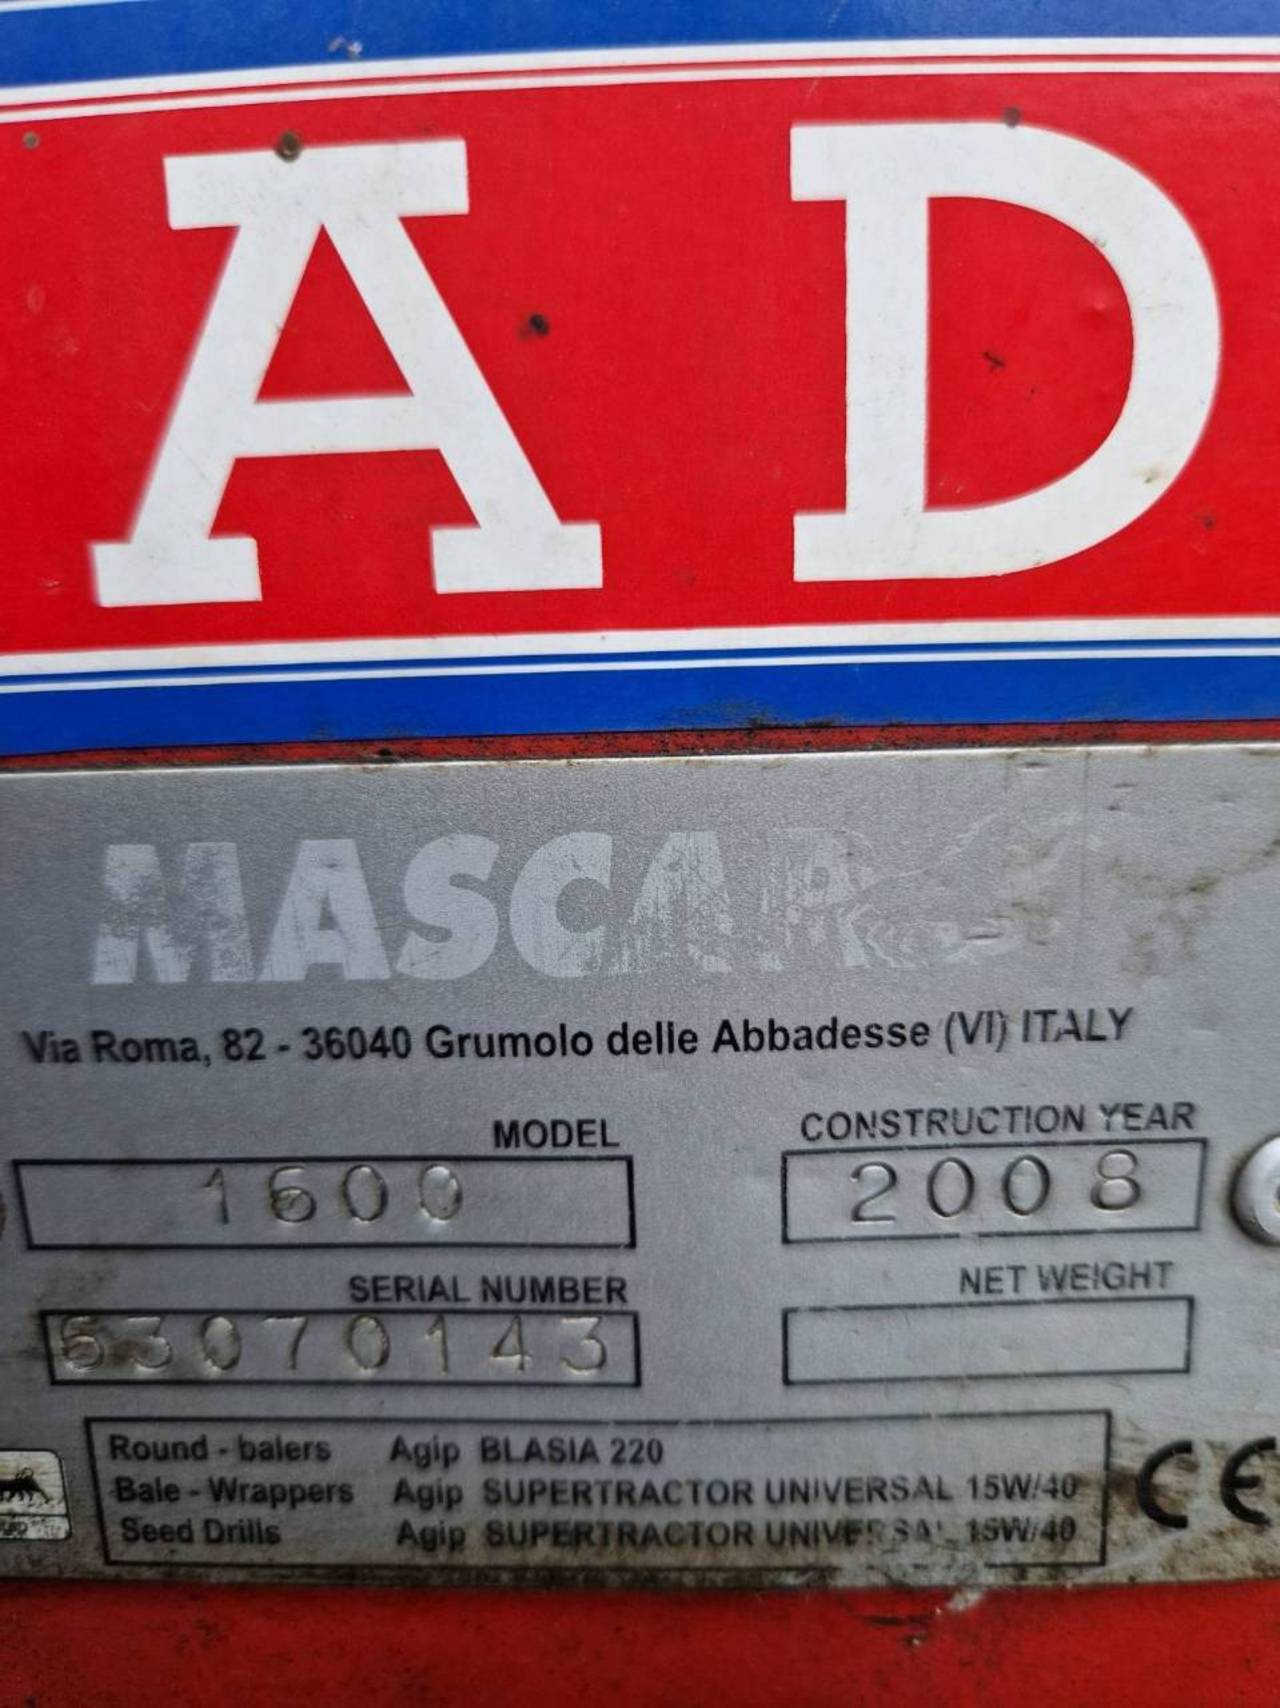 AD
MASCAR
Via Roma, 82 - 36040 Grumolo delle Abbadesse (VI) ITALY
MODEL
1600
CONSTRUCTION YEAR
2008
SERIAL NUMBER
63070143
NET WEIGHT
Round - balers Agip BLASIA 220
Bale - Wrappers Agip SUPERTRACTOR UNIVERSAL 15W/40
Seed Drills Agip SUPERTRACTOR UNIVERSAL 15W/40
CE